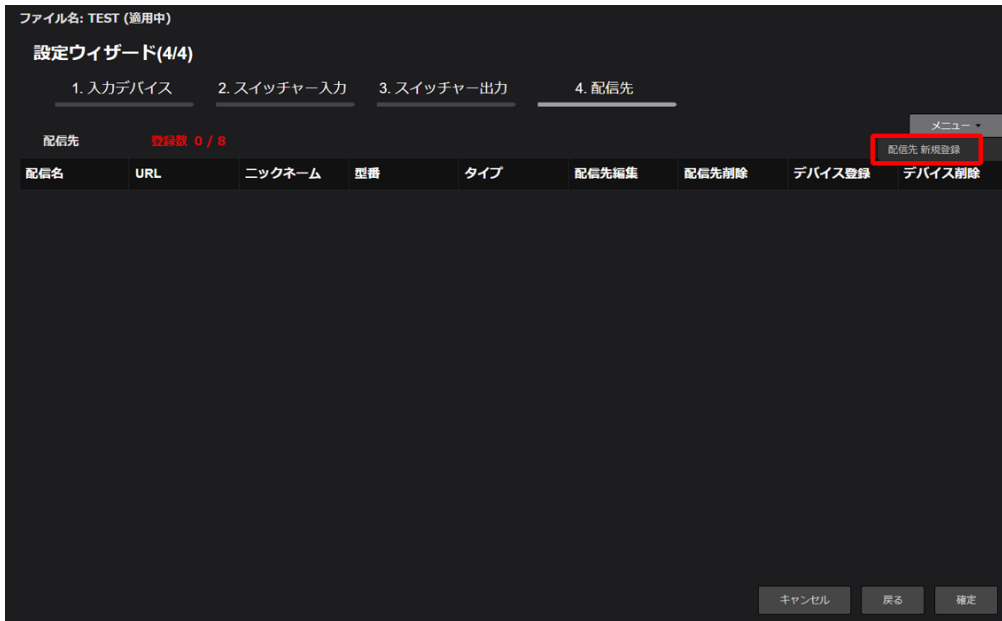 ファイル名: TEST (適用中)
設定ウィザード(4/4)
1. 入力デバイス 2. スイッチャー入力 3. スイッチャー出力 4. 配信先
メニュー
配信先 登録数 0 / 8
配信先 新規登録
配信名 URL ニックネーム 型番 タイプ 配信先編集 配信先削除 デバイス登録 デバイス削除
キャンセル 戻る 確定